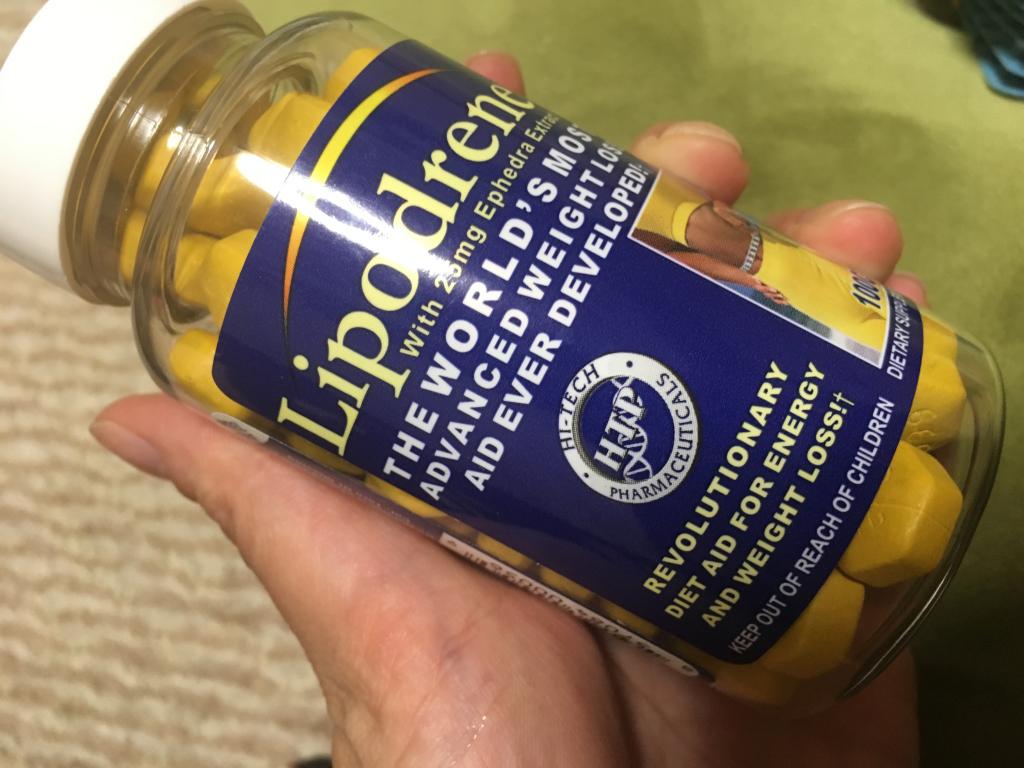 Lipodrene
With 25mg Ephedra Extract
THE WORLD'S MOST
ADVANCED WEIGHT LOSS
AID EVER DEVELOPED!
HI-TECH
HTP
PHARMACEUTICALS
REVOLUTIONARY
DIET AID FOR ENERGY
AND WEIGHT LOSS!†
100
DIETARY
KEEP OUT OF REACH OF CHILDREN